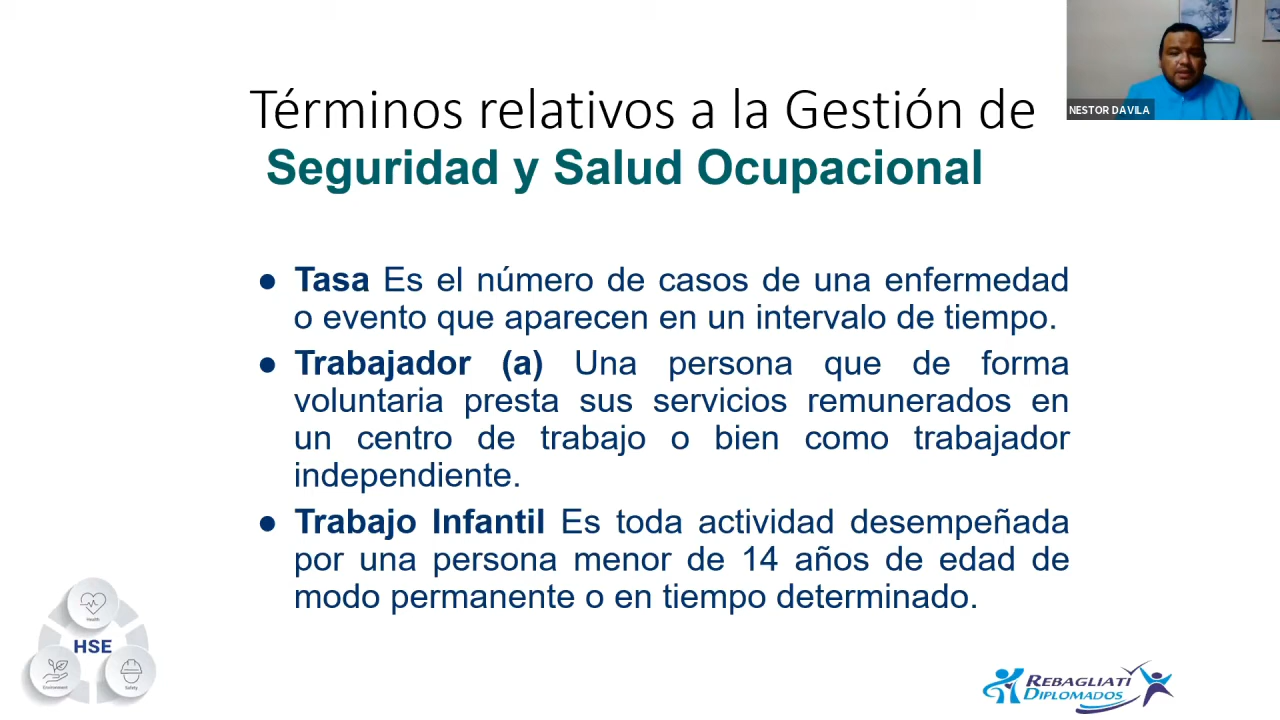 NESTOR DAVILA
Términos relativos a la Gestión de
Seguridad y Salud Ocupacional
● Tasa Es el número de casos de una enfermedad
o evento que aparecen en un intervalo de tiempo.
● Trabajador (a) Una persona que de forma
voluntaria presta sus servicios remunerados en
un centro de trabajo o bien como trabajador
independiente.
● Trabajo Infantil Es toda actividad desempeñada
por una persona menor de 14 años de edad de
modo permanente o en tiempo determinado.
Health
HSE
Environment
Safety
REBAGLIATI
DIPLOMADOS